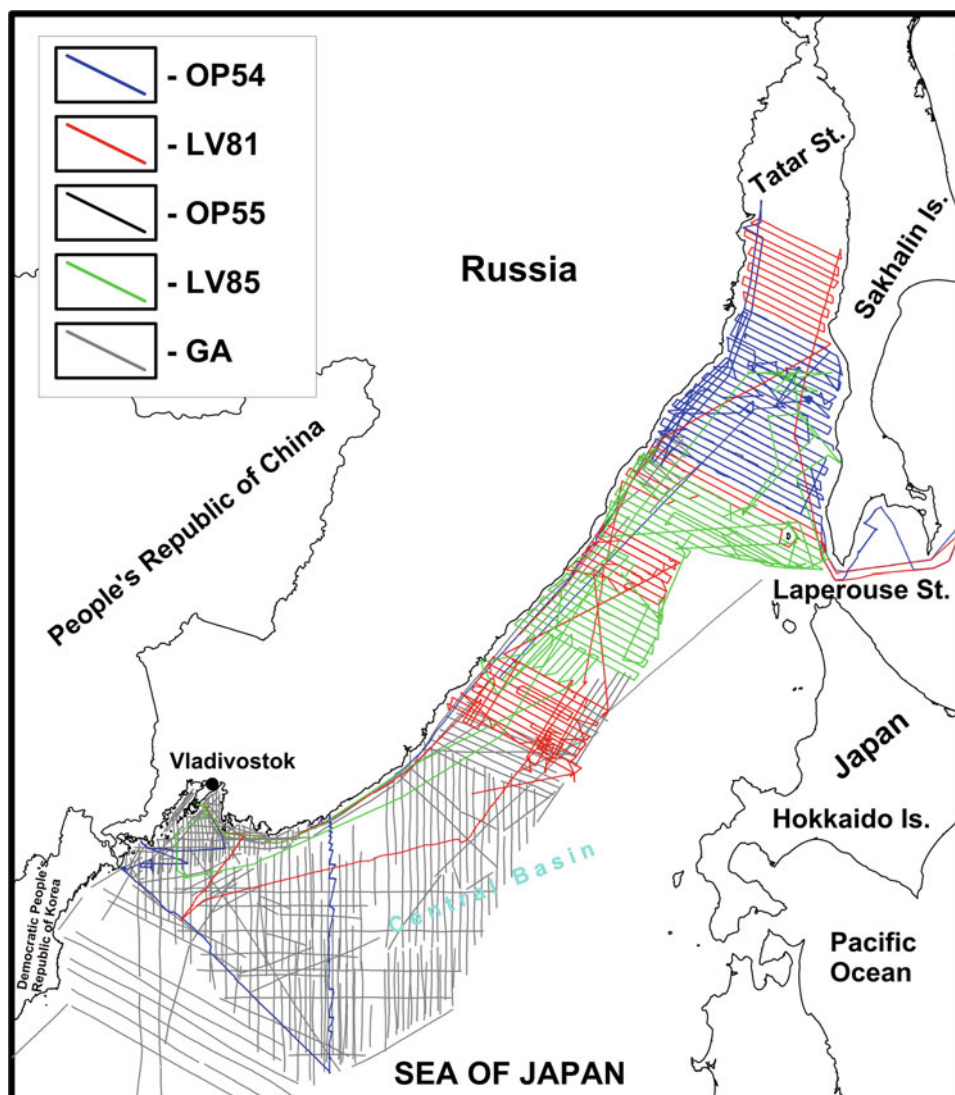 - OP54
- LV81
- OP55
- LV85
- GA
Tatar St.
Sakhalin Is.
Russia
People's Republic of China
Laperouse St.
Japan
Vladivostok
Hokkaido Is.
Central Basin
Democratic People's
Republic of Korea
Pacific
Ocean
SEA OF JAPAN